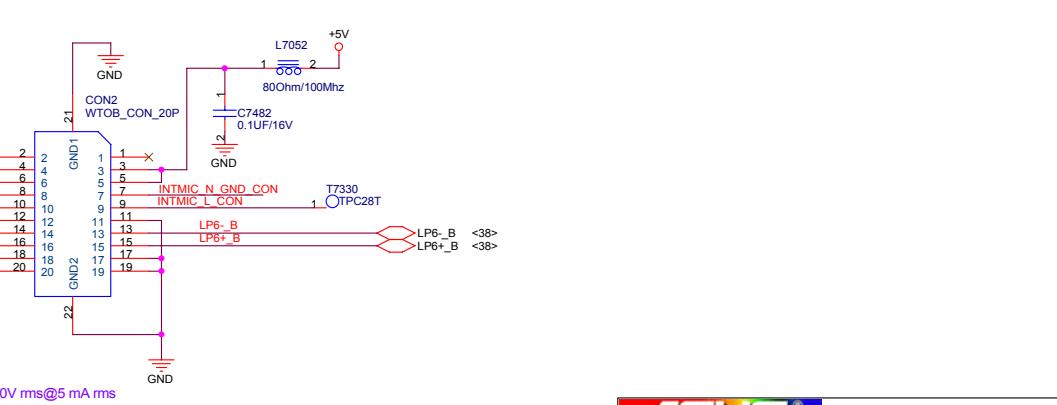 +5V
L7052
1 2
80Ohm/100Mhz
GND
CON2
WTOB_CON_20P
21
1
C7482
0.1UF/16V
2
GND
GND1
2 2 1 1
4 4 3 3
6 6 5 5
8 8 7 7 INTMIC_N_GND_CON
10 10 9 9 INTMIC_L_CON 1 T7330
TPC28T
12 12 11 11
14 14 13 13 LP6-_B LP6-_B <38>
16 16 15 15 LP6+_B LP6+_B <38>
18 18 17 17
20 20 19 19
GND2
22
GND
0V rms@5 mA rms